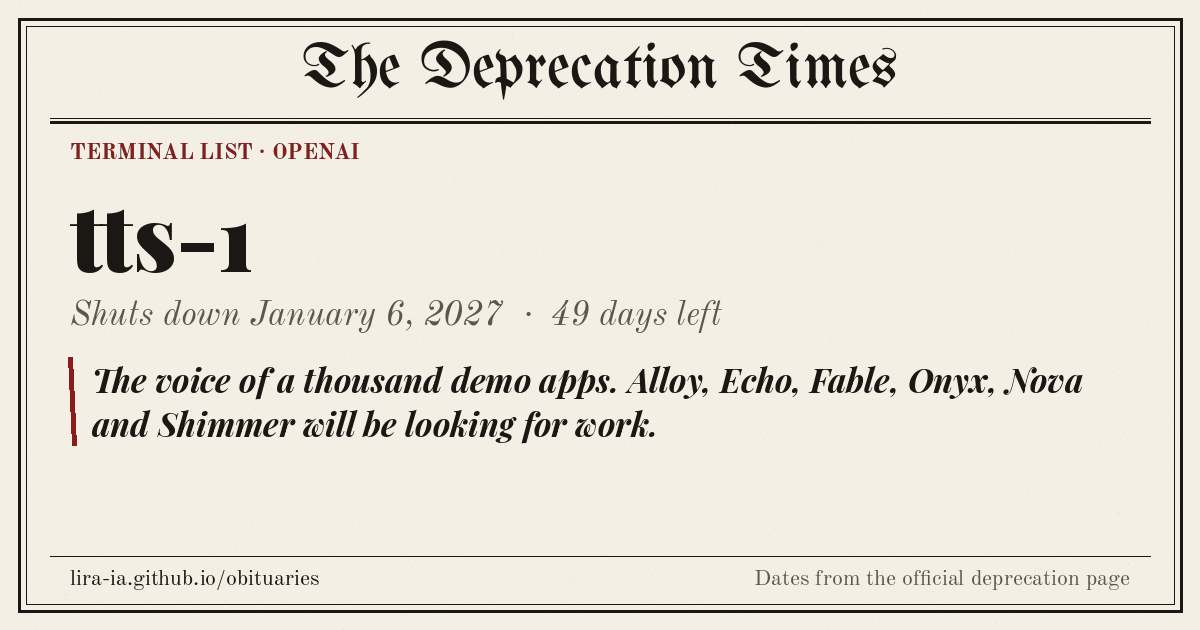 The Deprecation Times
TERMINAL LIST · OPENAI
tts-1
Shuts down January 6, 2027 · 49 days left
The voice of a thousand demo apps. Alloy, Echo, Fable, Onyx, Nova
and Shimmer will be looking for work.
lira-ia.github.io/obituaries
Dates from the official deprecation page